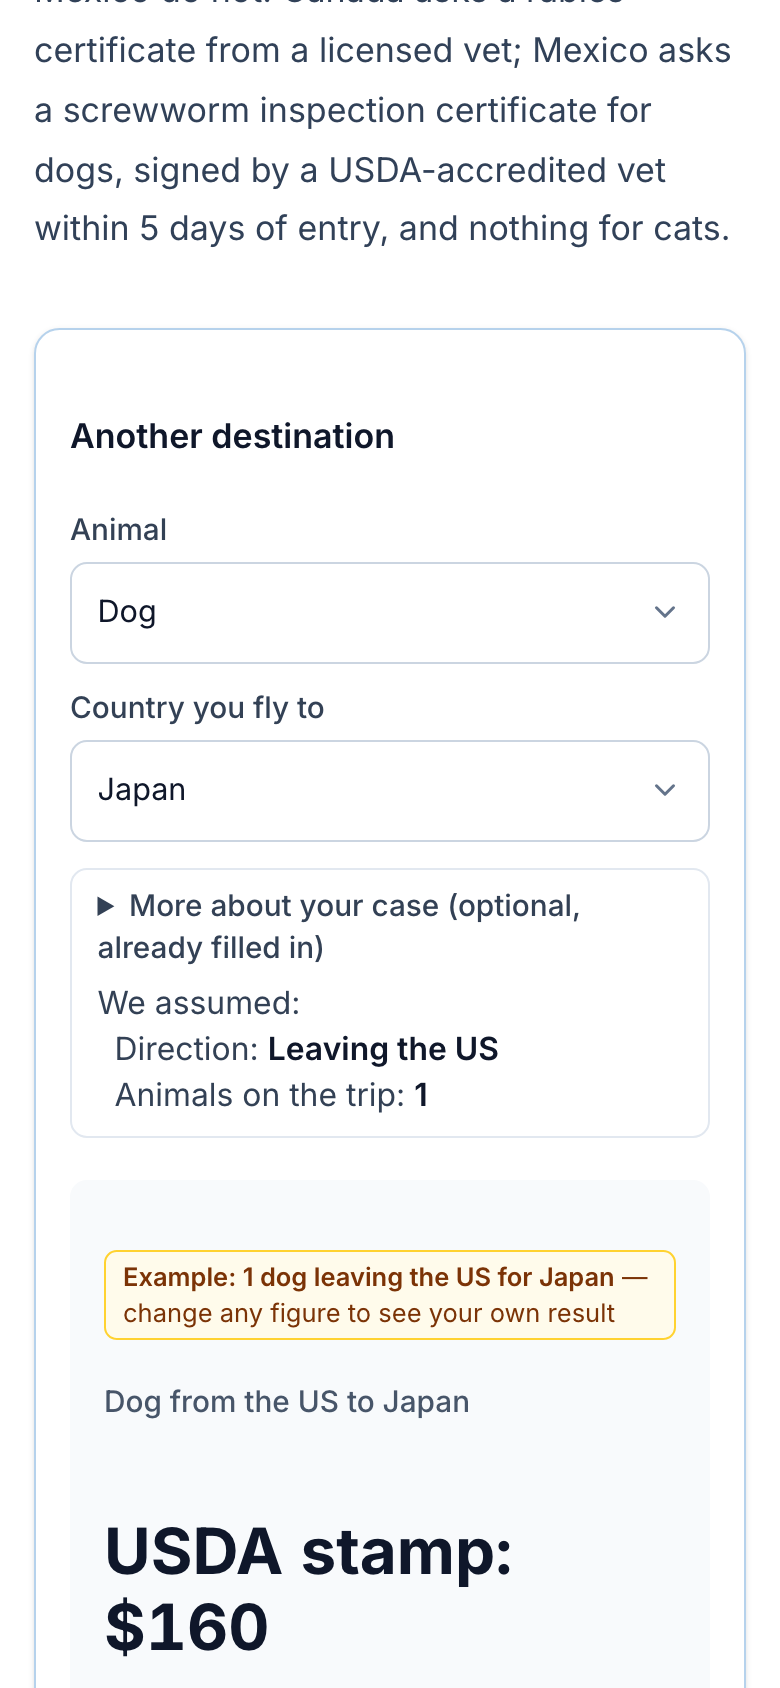 certificate from a licensed vet; Mexico asks
a screwworm inspection certificate for
dogs, signed by a USDA-accredited vet
within 5 days of entry, and nothing for cats.
Another destination
Animal
Dog
Country you fly to
Japan
▶ More about your case (optional,
already filled in)
We assumed:
Direction: Leaving the US
Animals on the trip: 1
Example: 1 dog leaving the US for Japan —
change any figure to see your own result
Dog from the US to Japan
USDA stamp:
$160